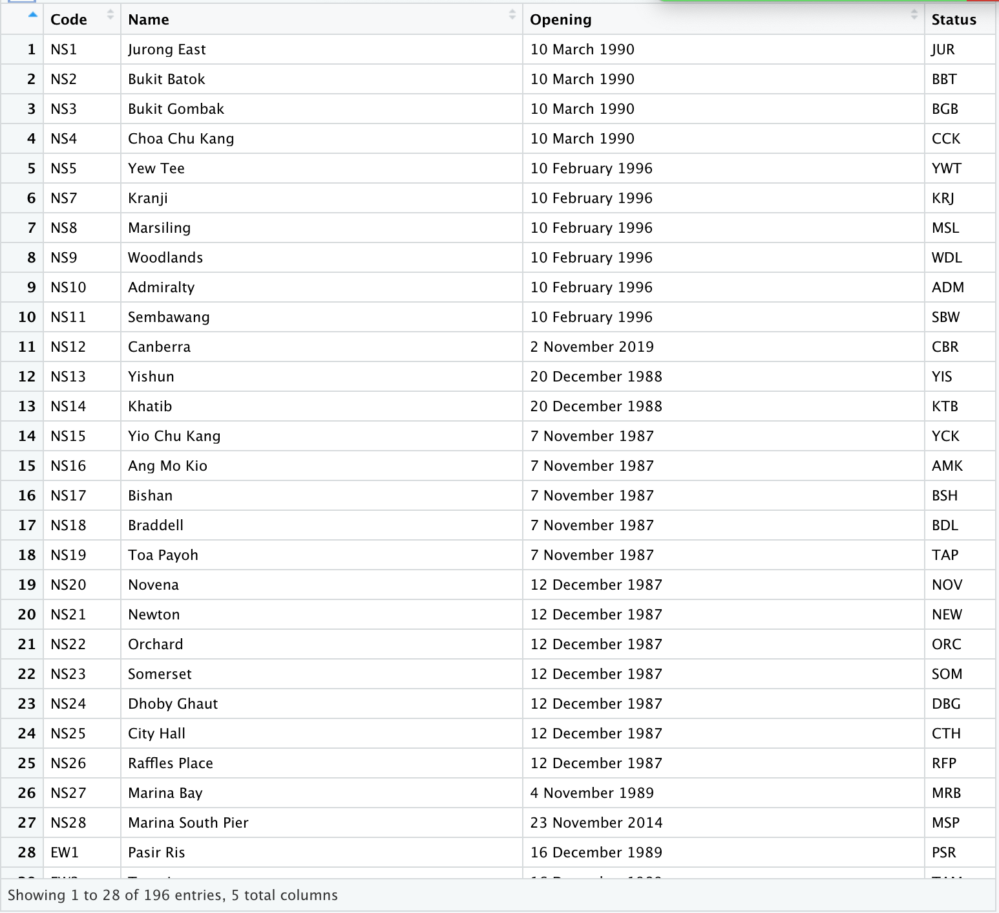 Code Name Opening Status
1 NS1 Jurong East 10 March 1990 JUR
2 NS2 Bukit Batok 10 March 1990 BBT
3 NS3 Bukit Gombak 10 March 1990 BGB
4 NS4 Choa Chu Kang 10 March 1990 CCK
5 NS5 Yew Tee 10 February 1996 YWT
6 NS7 Kranji 10 February 1996 KRJ
7 NS8 Marsiling 10 February 1996 MSL
8 NS9 Woodlands 10 February 1996 WDL
9 NS10 Admiralty 10 February 1996 ADM
10 NS11 Sembawang 10 February 1996 SBW
11 NS12 Canberra 2 November 2019 CBR
12 NS13 Yishun 20 December 1988 YIS
13 NS14 Khatib 20 December 1988 KTB
14 NS15 Yio Chu Kang 7 November 1987 YCK
15 NS16 Ang Mo Kio 7 November 1987 AMK
16 NS17 Bishan 7 November 1987 BSH
17 NS18 Braddell 7 November 1987 BDL
18 NS19 Toa Payoh 7 November 1987 TAP
19 NS20 Novena 12 December 1987 NOV
20 NS21 Newton 12 December 1987 NEW
21 NS22 Orchard 12 December 1987 ORC
22 NS23 Somerset 12 December 1987 SOM
23 NS24 Dhoby Ghaut 12 December 1987 DBG
24 NS25 City Hall 12 December 1987 CTH
25 NS26 Raffles Place 12 December 1987 RFP
26 NS27 Marina Bay 4 November 1989 MRB
27 NS28 Marina South Pier 23 November 2014 MSP
28 EW1 Pasir Ris 16 December 1989 PSR
Showing 1 to 28 of 196 entries, 5 total columns